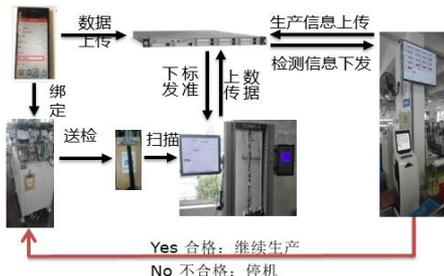 数据
上传
生产信息上传
检测信息下发
绑
定
下 标
发 准
上 数
传 据
送检
扫描
Yes 合格：继续生产
No 不合格：停机